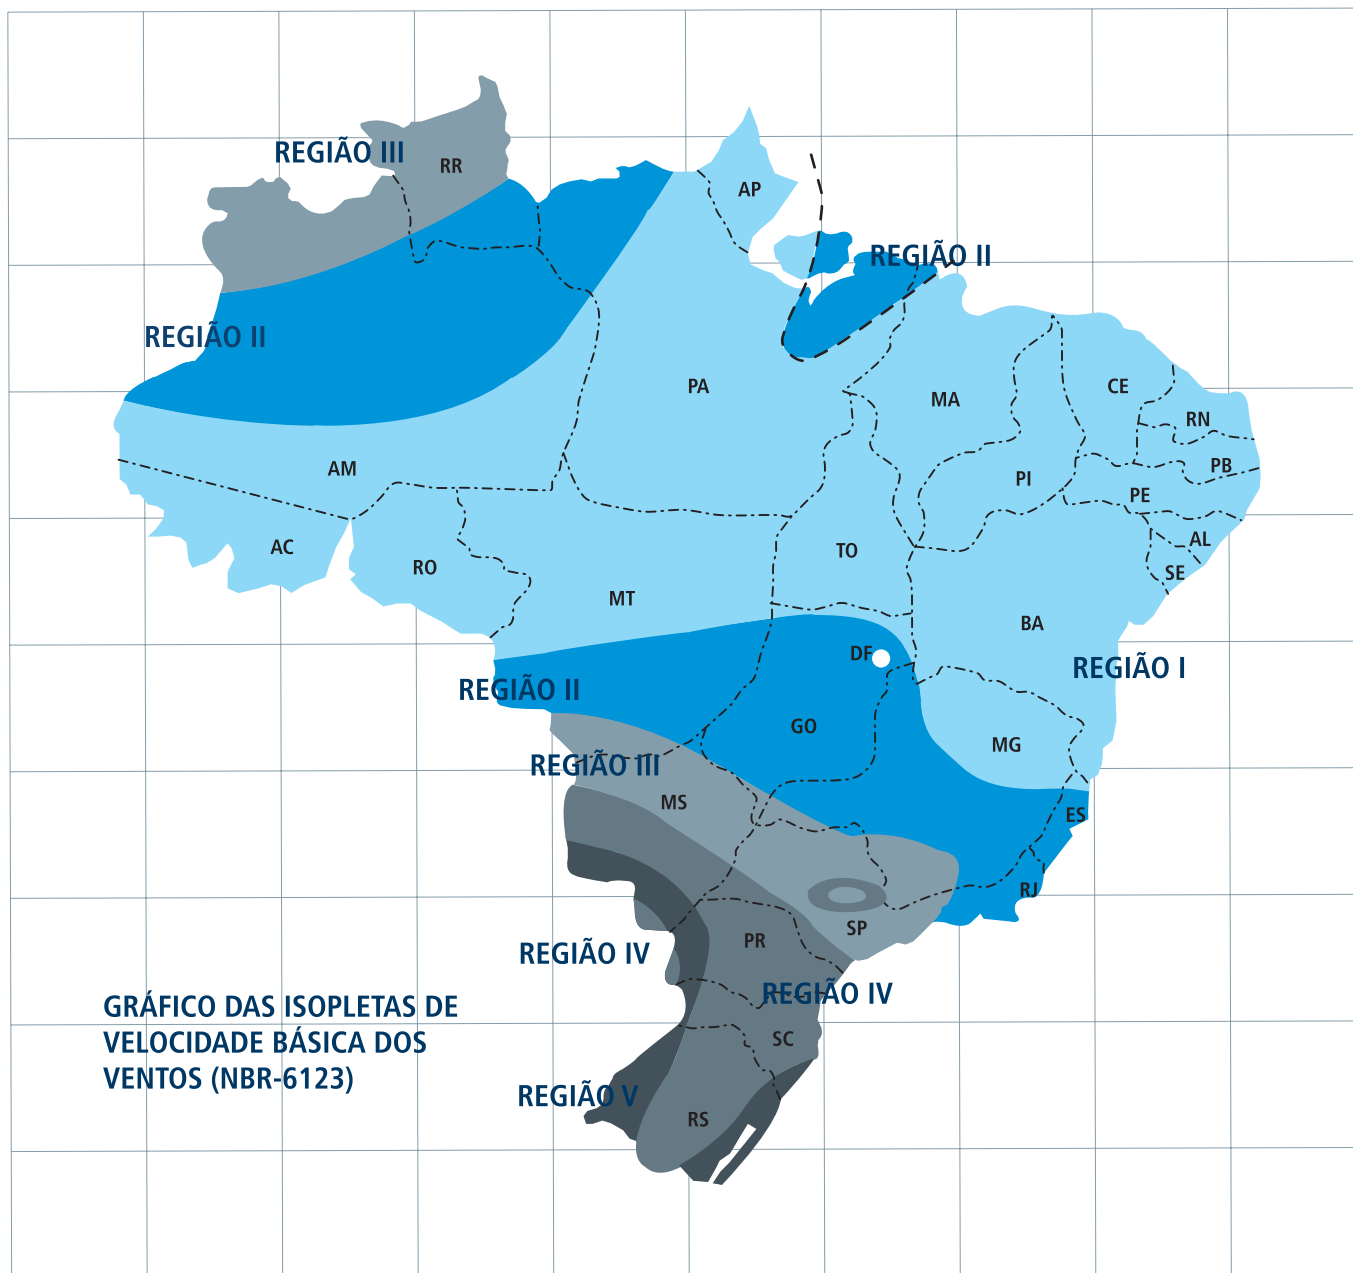 REGIÃO III
RR
AP
REGIÃO II
REGIÃO II
PA
CE
MA
RN
AM
PB
PI
PE
AC
TO
AL
RO
SE
MT
BA
DF
REGIÃO I
REGIÃO II
GO
MG
REGIÃO III
MS
ES
RJ
SP
PR
REGIÃO IV
REGIÃO IV
GRÁFICO DAS ISOPLETAS DE
VELOCIDADE BÁSICA DOS
VENTOS (NBR-6123)
SC
REGIÃO V
RS